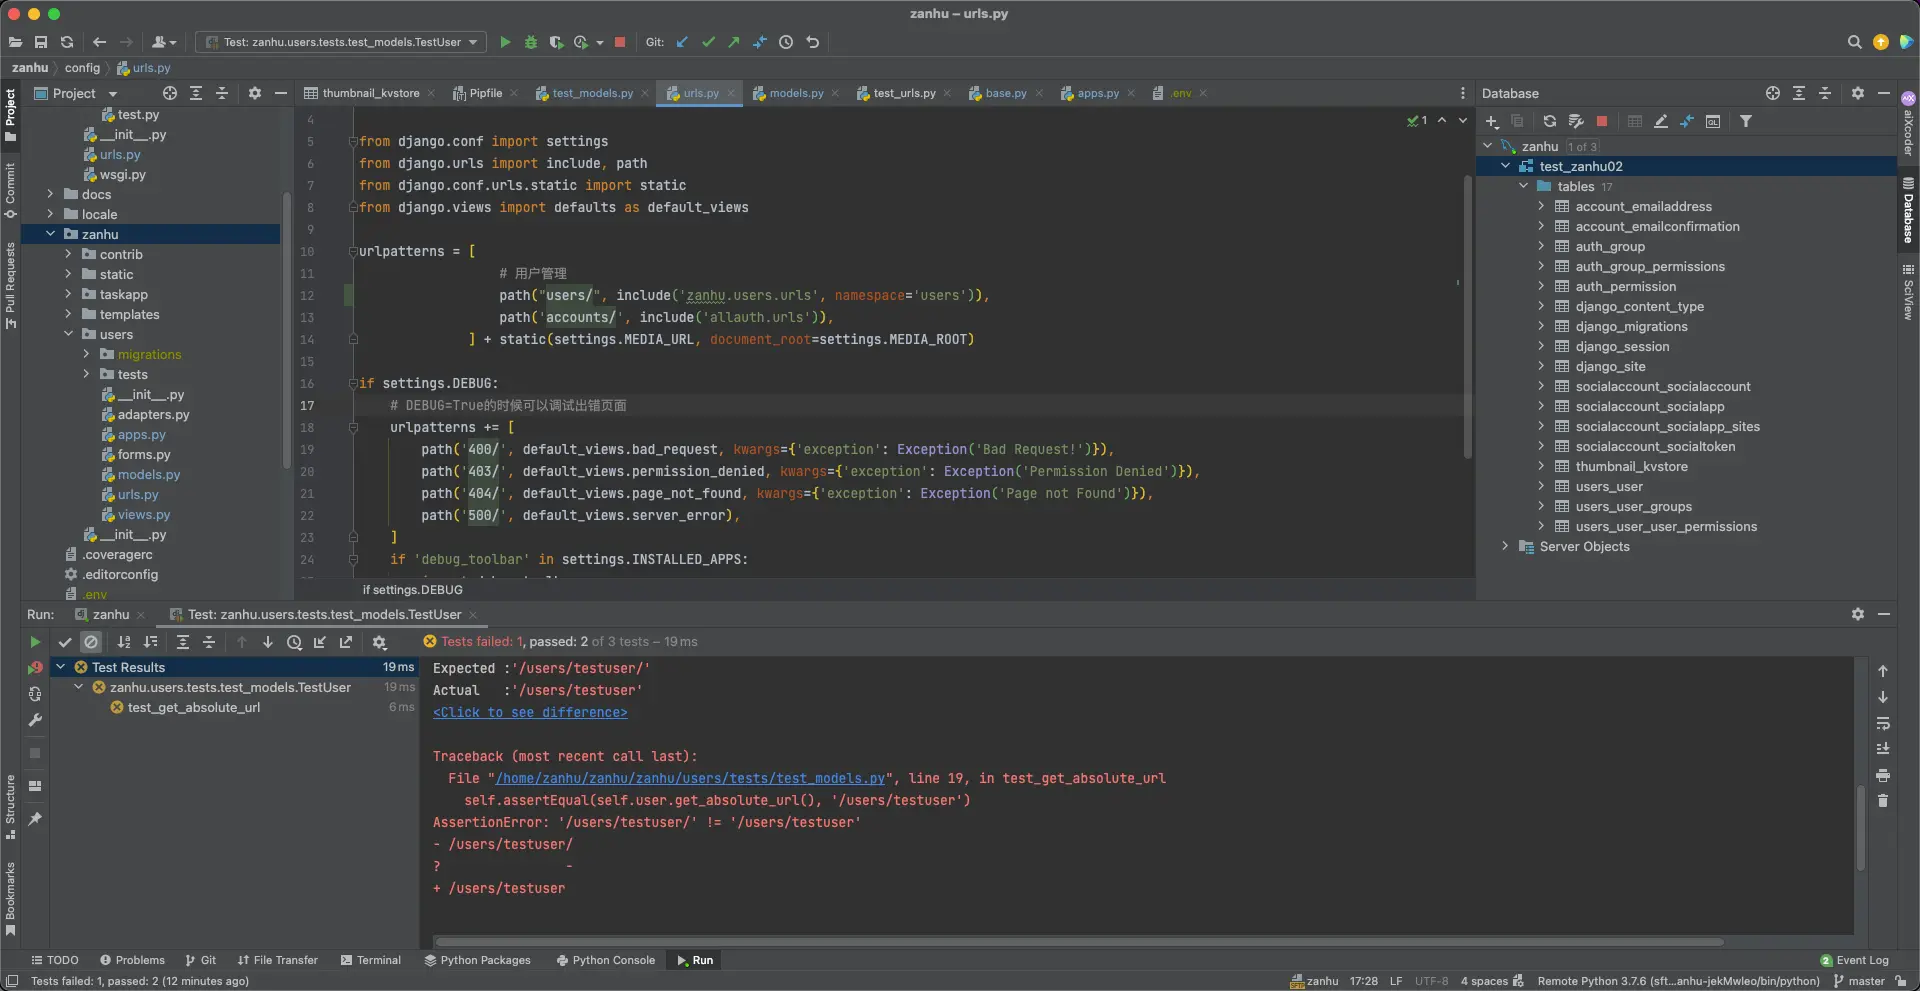 zanhu – urls.py
Test: zanhu.users.tests.test_models.TestUser
Git:
zanhu
config
urls.py
Project
thumbnail_kvstore
Pipfile
test_models.py
urls.py
models.py
test_urls.py
base.py
apps.py
.env
Database
Project
Commit
Pull Requests
Structure
Bookmarks
test.py
__init__.py
urls.py
wsgi.py
docs
locale
zanhu
contrib
static
taskapp
templates
users
migrations
tests
__init__.py
adapters.py
apps.py
forms.py
models.py
urls.py
views.py
__init__.py
.coveragerc
.editorconfig
.env
1
4
5 from django.conf import settings
6 from django.urls import include, path
7 from django.conf.urls.static import static
8 from django.views import defaults as default_views
9
10 urlpatterns = [
11 # 用户管理
12 path("users/", include('zanhu.users.urls', namespace='users')),
13 path('accounts/', include('allauth.urls')),
14 ] + static(settings.MEDIA_URL, document_root=settings.MEDIA_ROOT)
15
16 if settings.DEBUG:
17 # DEBUG=True的时候可以调试出错页面
18 urlpatterns += [
19 path('400/', default_views.bad_request, kwargs={'exception': Exception('Bad Request!')}),
20 path('403/', default_views.permission_denied, kwargs={'exception': Exception('Permission Denied')}),
21 path('404/', default_views.page_not_found, kwargs={'exception': Exception('Page not Found')}),
22 path('500/', default_views.server_error),
23 ]
24 if 'debug_toolbar' in settings.INSTALLED_APPS:
if settings.DEBUG
zanhu 1 of 3
test_zanhu02
tables 17
account_emailaddress
account_emailconfirmation
auth_group
auth_group_permissions
auth_permission
django_content_type
django_migrations
django_session
django_site
socialaccount_socialaccount
socialaccount_socialapp
socialaccount_socialapp_sites
socialaccount_socialtoken
thumbnail_kvstore
users_user
users_user_groups
users_user_user_permissions
Server Objects
aiXcoder
Database
SciView
Run:
zanhu
Test: zanhu.users.tests.test_models.TestUser
Tests failed: 1, passed: 2 of 3 tests – 19 ms
Test Results 19 ms
zanhu.users.tests.test_models.TestUser 19 ms
test_get_absolute_url 6 ms
Expected :'/users/testuser/'
Actual   :'/users/testuser'
<Click to see difference>
Traceback (most recent call last):
File "/home/zanhu/zanhu/zanhu/users/tests/test_models.py", line 19, in test_get_absolute_url
self.assertEqual(self.user.get_absolute_url(), '/users/testuser')
AssertionError: '/users/testuser/' != '/users/testuser'
- /users/testuser/
?                -
+ /users/testuser
TODO
Problems
Git
File Transfer
Terminal
Python Packages
Python Console
Run
2 Event Log
Tests failed: 1, passed: 2 (12 minutes ago)
zanhu
17:28
LF
UTF-8
4 spaces
Remote Python 3.7.6 (sft...anhu-jekMwleo/bin/python)
master